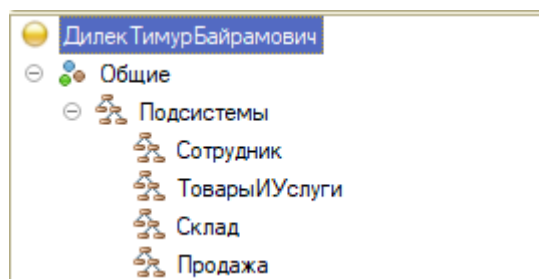 ДилекТимурБайрамович
Общие
Подсистемы
Сотрудник
ТоварыИУслуги
Склад
Продажа